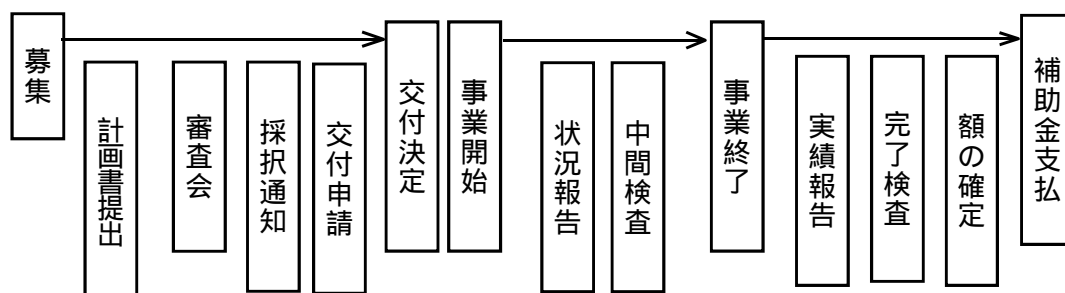 募集
計画書提出
審査会
採択通知
交付申請
交付決定
事業開始
状況報告
中間検査
事業終了
実績報告
完了検査
額の確定
補助金支払